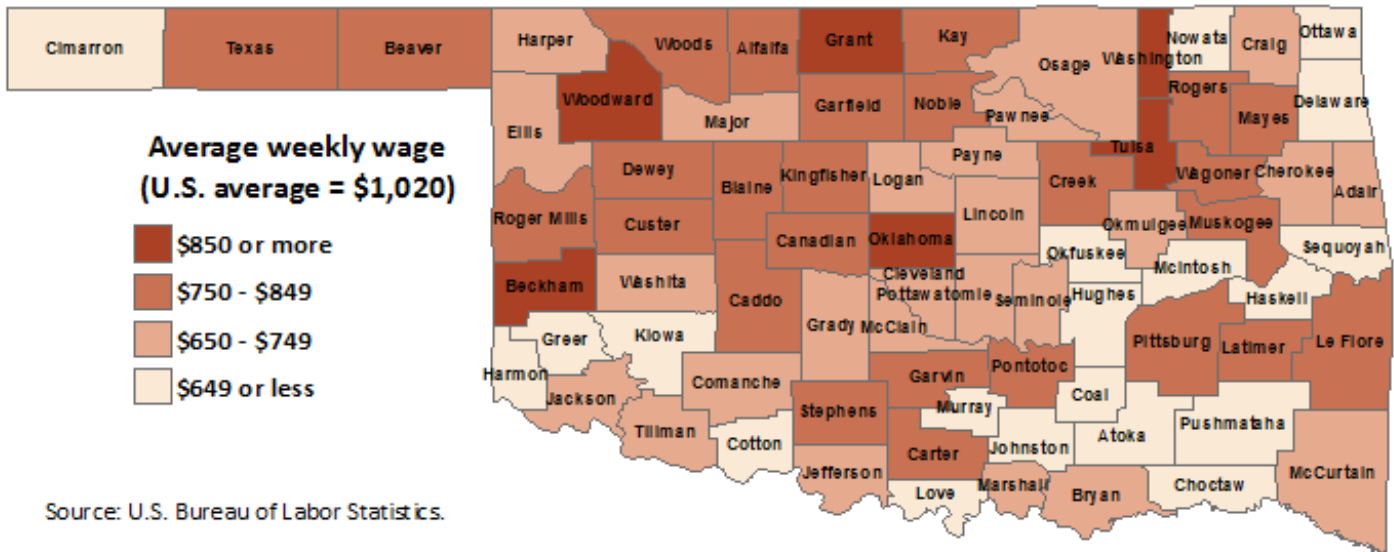 Cimarron
Texas
Beaver
Harper
Woods
Alfalfa
Grant
Kay
Osage
Washington
Nowata
Craig
Ottawa
Woodward
Ellis
Major
Garfield
Noble
Pawnee
Rogers
Mayes
Delaware
Average weekly wage
(U.S. average = $1,020)
$850 or more
$750 - $849
$650 - $749
$649 or less
Dewey
Blaine
Kingfisher
Logan
Payne
Creek
Tulsa
Wagoner
Cherokee
Adair
Roger Mills
Custer
Canadian
Oklahoma
Lincoln
Okmulgee
Muskogee
Okfuskee
McIntosh
Sequoyah
Beckham
Washita
Caddo
Grady
Cleveland
Pottawatomie
McClain
Seminole
Hughes
Haskell
Greer
Kiowa
Harmon
Jackson
Comanche
Garvin
Pontotoc
Pittsburg
Latimer
Le Flore
Tillman
Cotton
Stephens
Murray
Coal
Johnston
Atoka
Pushmataha
Jefferson
Carter
Love
Marshall
Bryan
Choctaw
McCurtain
Source: U.S. Bureau of Labor Statistics.